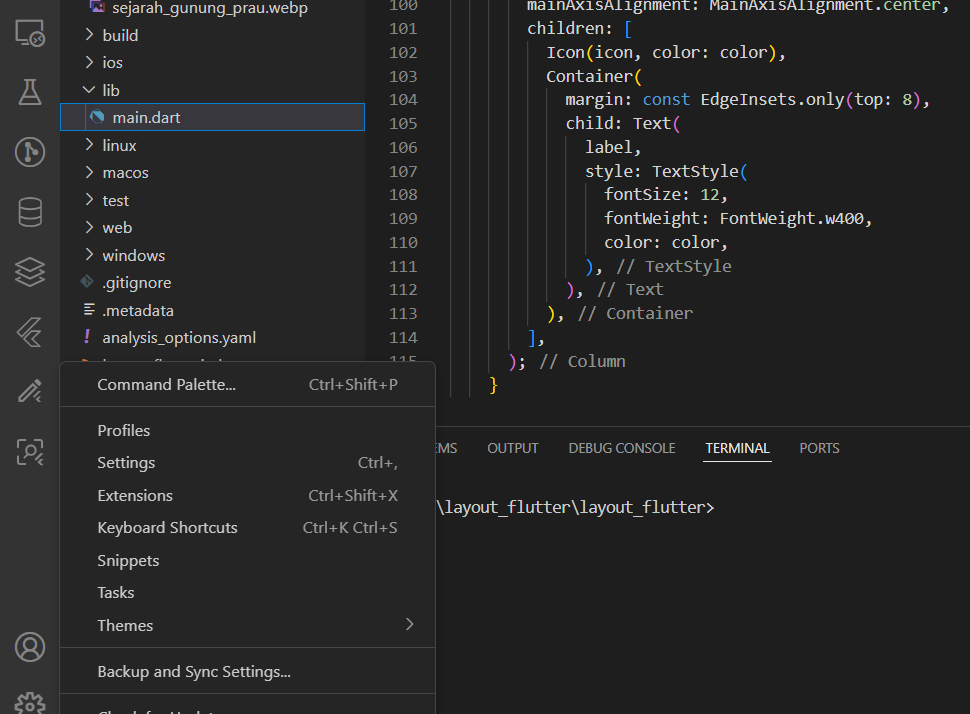 sejarah_gunung_prau.webp
build
ios
lib
main.dart
linux
macos
test
web
windows
.gitignore
.metadata
analysis_options.yaml
100 mainAxisAlignment: MainAxisAlignment.center,
101 children: [
102 Icon(icon, color: color),
103 Container(
104 margin: const EdgeInsets.only(top: 8),
105 child: Text(
106 label,
107 style: TextStyle(
108 fontSize: 12,
109 fontWeight: FontWeight.w400,
110 color: color,
111 ), // TextStyle
112 ), // Text
113 ), // Container
114 ],
115 ); // Column
}
Command Palette... Ctrl+Shift+P
Profiles
Settings Ctrl+,
Extensions Ctrl+Shift+X
Keyboard Shortcuts Ctrl+K Ctrl+S
Snippets
Tasks
Themes
Backup and Sync Settings...
EMS OUTPUT DEBUG CONSOLE TERMINAL PORTS
\layout_flutter\layout_flutter>